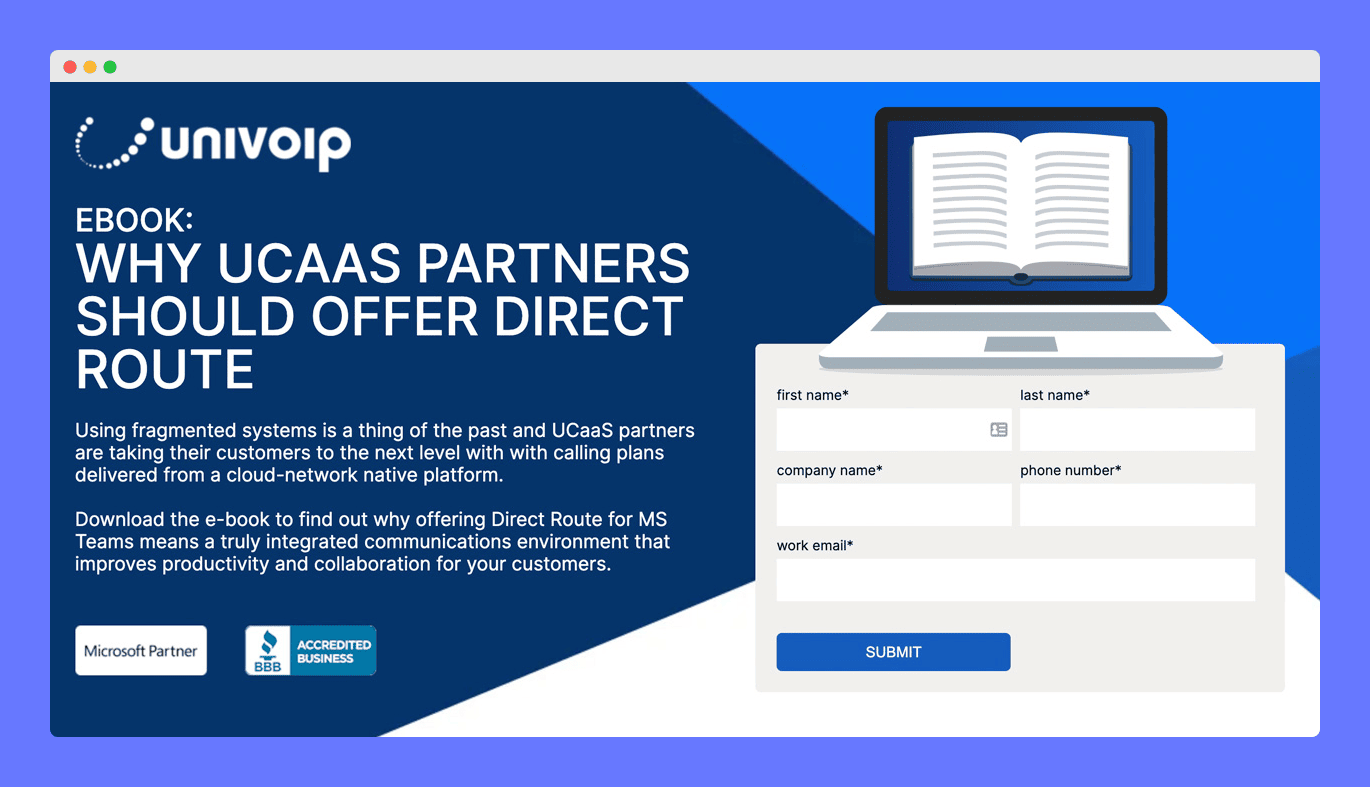 UNIVOIP
EBOOK:
WHY UCAAS PARTNERS
SHOULD OFFER DIRECT
ROUTE
Using fragmented systems is a thing of the past and UCaaS partners
are taking their customers to the next level with with calling plans
delivered from a cloud-network native platform.
Download the e-book to find out why offering Direct Route for MS
Teams means a truly integrated communications environment that
improves productivity and collaboration for your customers.
Microsoft Partner
BBB
ACCREDITED
BUSINESS
first name*
last name*
company name*
phone number*
work email*
SUBMIT